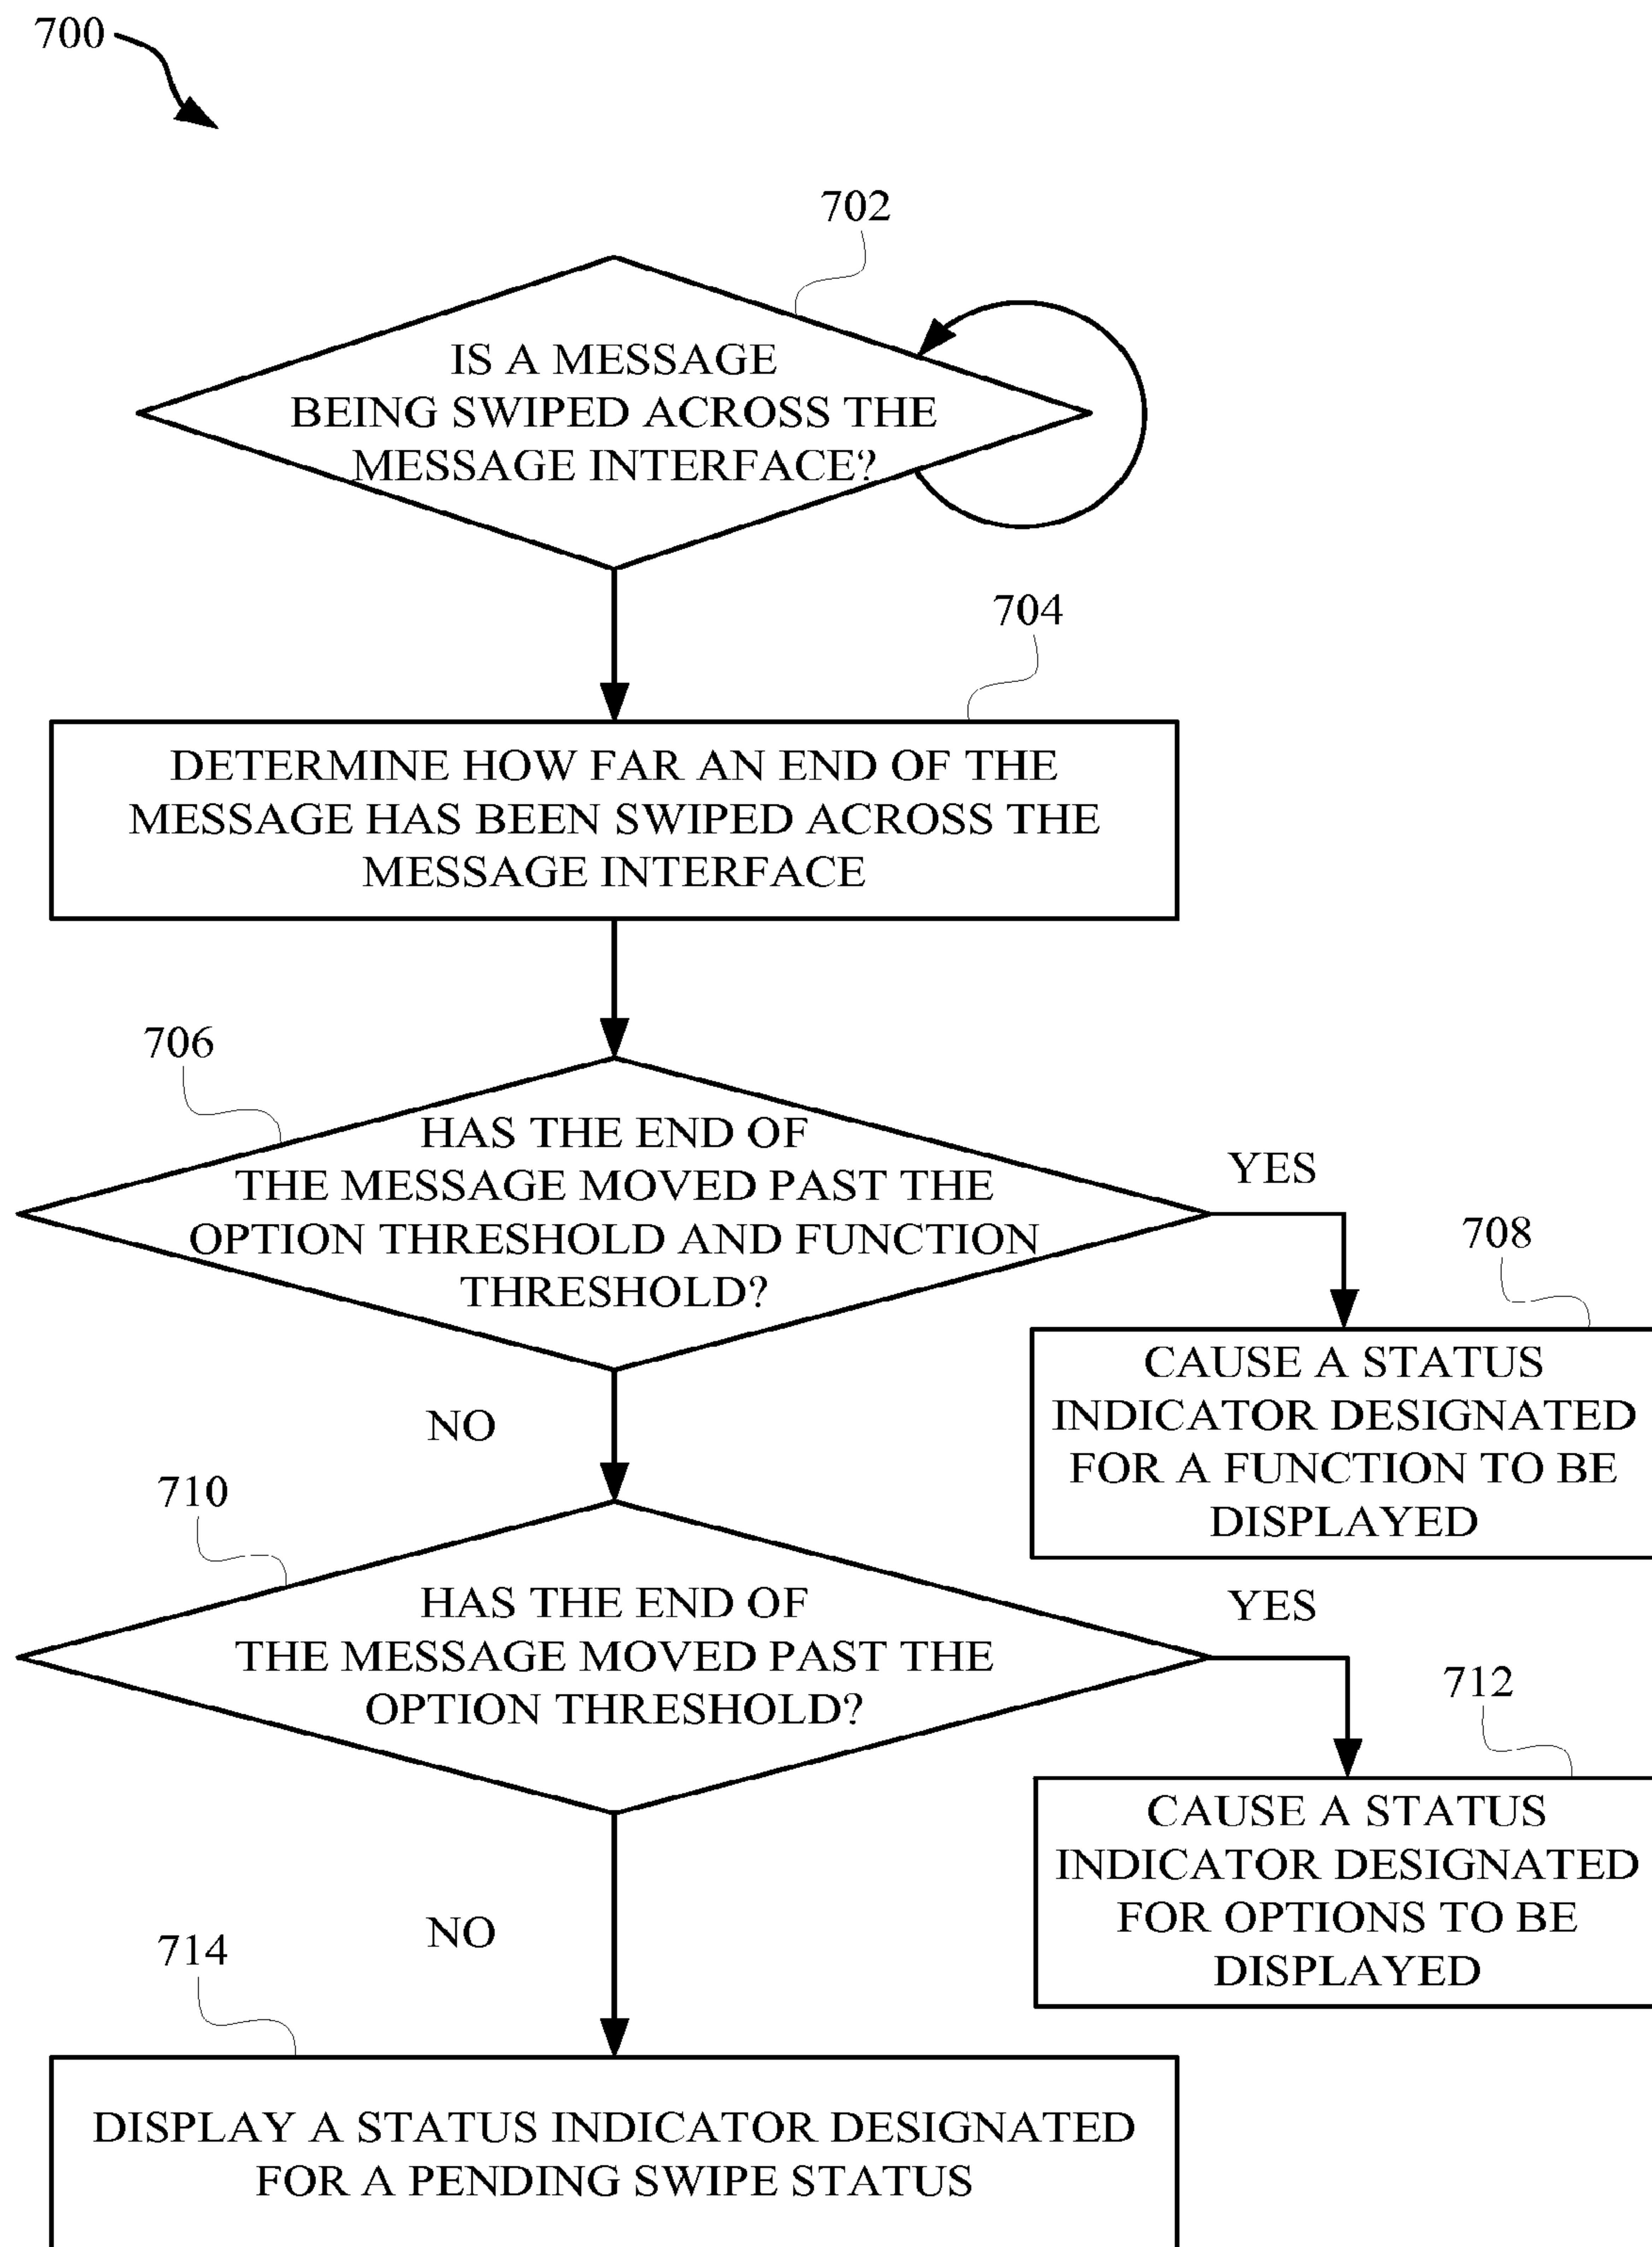 700
702
IS A MESSAGE
BEING SWIPED ACROSS THE
MESSAGE INTERFACE?
704
DETERMINE HOW FAR AN END OF THE
MESSAGE HAS BEEN SWIPED ACROSS THE
MESSAGE INTERFACE
706
HAS THE END OF
THE MESSAGE MOVED PAST THE
OPTION THRESHOLD AND FUNCTION
THRESHOLD?
YES
708
CAUSE A STATUS
INDICATOR DESIGNATED
FOR A FUNCTION TO BE
DISPLAYED
NO
710
HAS THE END OF
THE MESSAGE MOVED PAST THE
OPTION THRESHOLD?
YES
712
CAUSE A STATUS
INDICATOR DESIGNATED
FOR OPTIONS TO BE
DISPLAYED
NO
714
DISPLAY A STATUS INDICATOR DESIGNATED
FOR A PENDING SWIPE STATUS